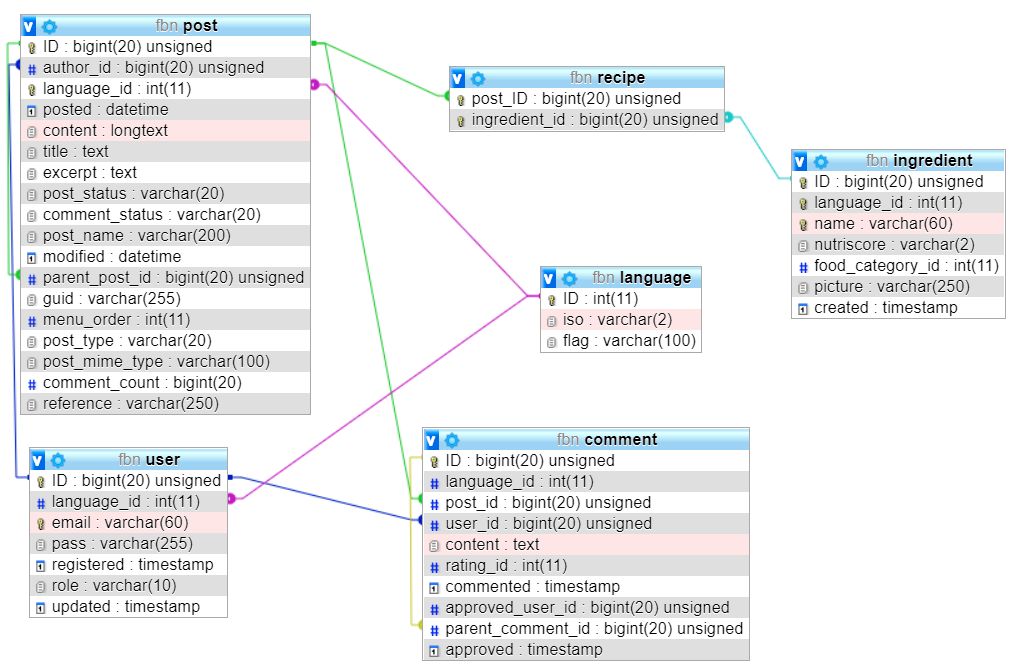 fbn post
ID : bigint(20) unsigned
author_id : bigint(20) unsigned
language_id : int(11)
posted : datetime
content : longtext
title : text
excerpt : text
post_status : varchar(20)
comment_status : varchar(20)
post_name : varchar(200)
modified : datetime
parent_post_id : bigint(20) unsigned
guid : varchar(255)
menu_order : int(11)
post_type : varchar(20)
post_mime_type : varchar(100)
comment_count : bigint(20)
reference : varchar(250)
fbn recipe
post_ID : bigint(20) unsigned
ingredient_id : bigint(20) unsigned
fbn ingredient
ID : bigint(20) unsigned
language_id : int(11)
name : varchar(60)
nutriscore : varchar(2)
food_category_id : int(11)
picture : varchar(250)
created : timestamp
fbn language
ID : int(11)
iso : varchar(2)
flag : varchar(100)
fbn user
ID : bigint(20) unsigned
language_id : int(11)
email : varchar(60)
pass : varchar(255)
registered : timestamp
role : varchar(10)
updated : timestamp
fbn comment
ID : bigint(20) unsigned
language_id : int(11)
post_id : bigint(20) unsigned
user_id : bigint(20) unsigned
content : text
rating_id : int(11)
commented : timestamp
approved_user_id : bigint(20) unsigned
parent_comment_id : bigint(20) unsigned
approved : timestamp